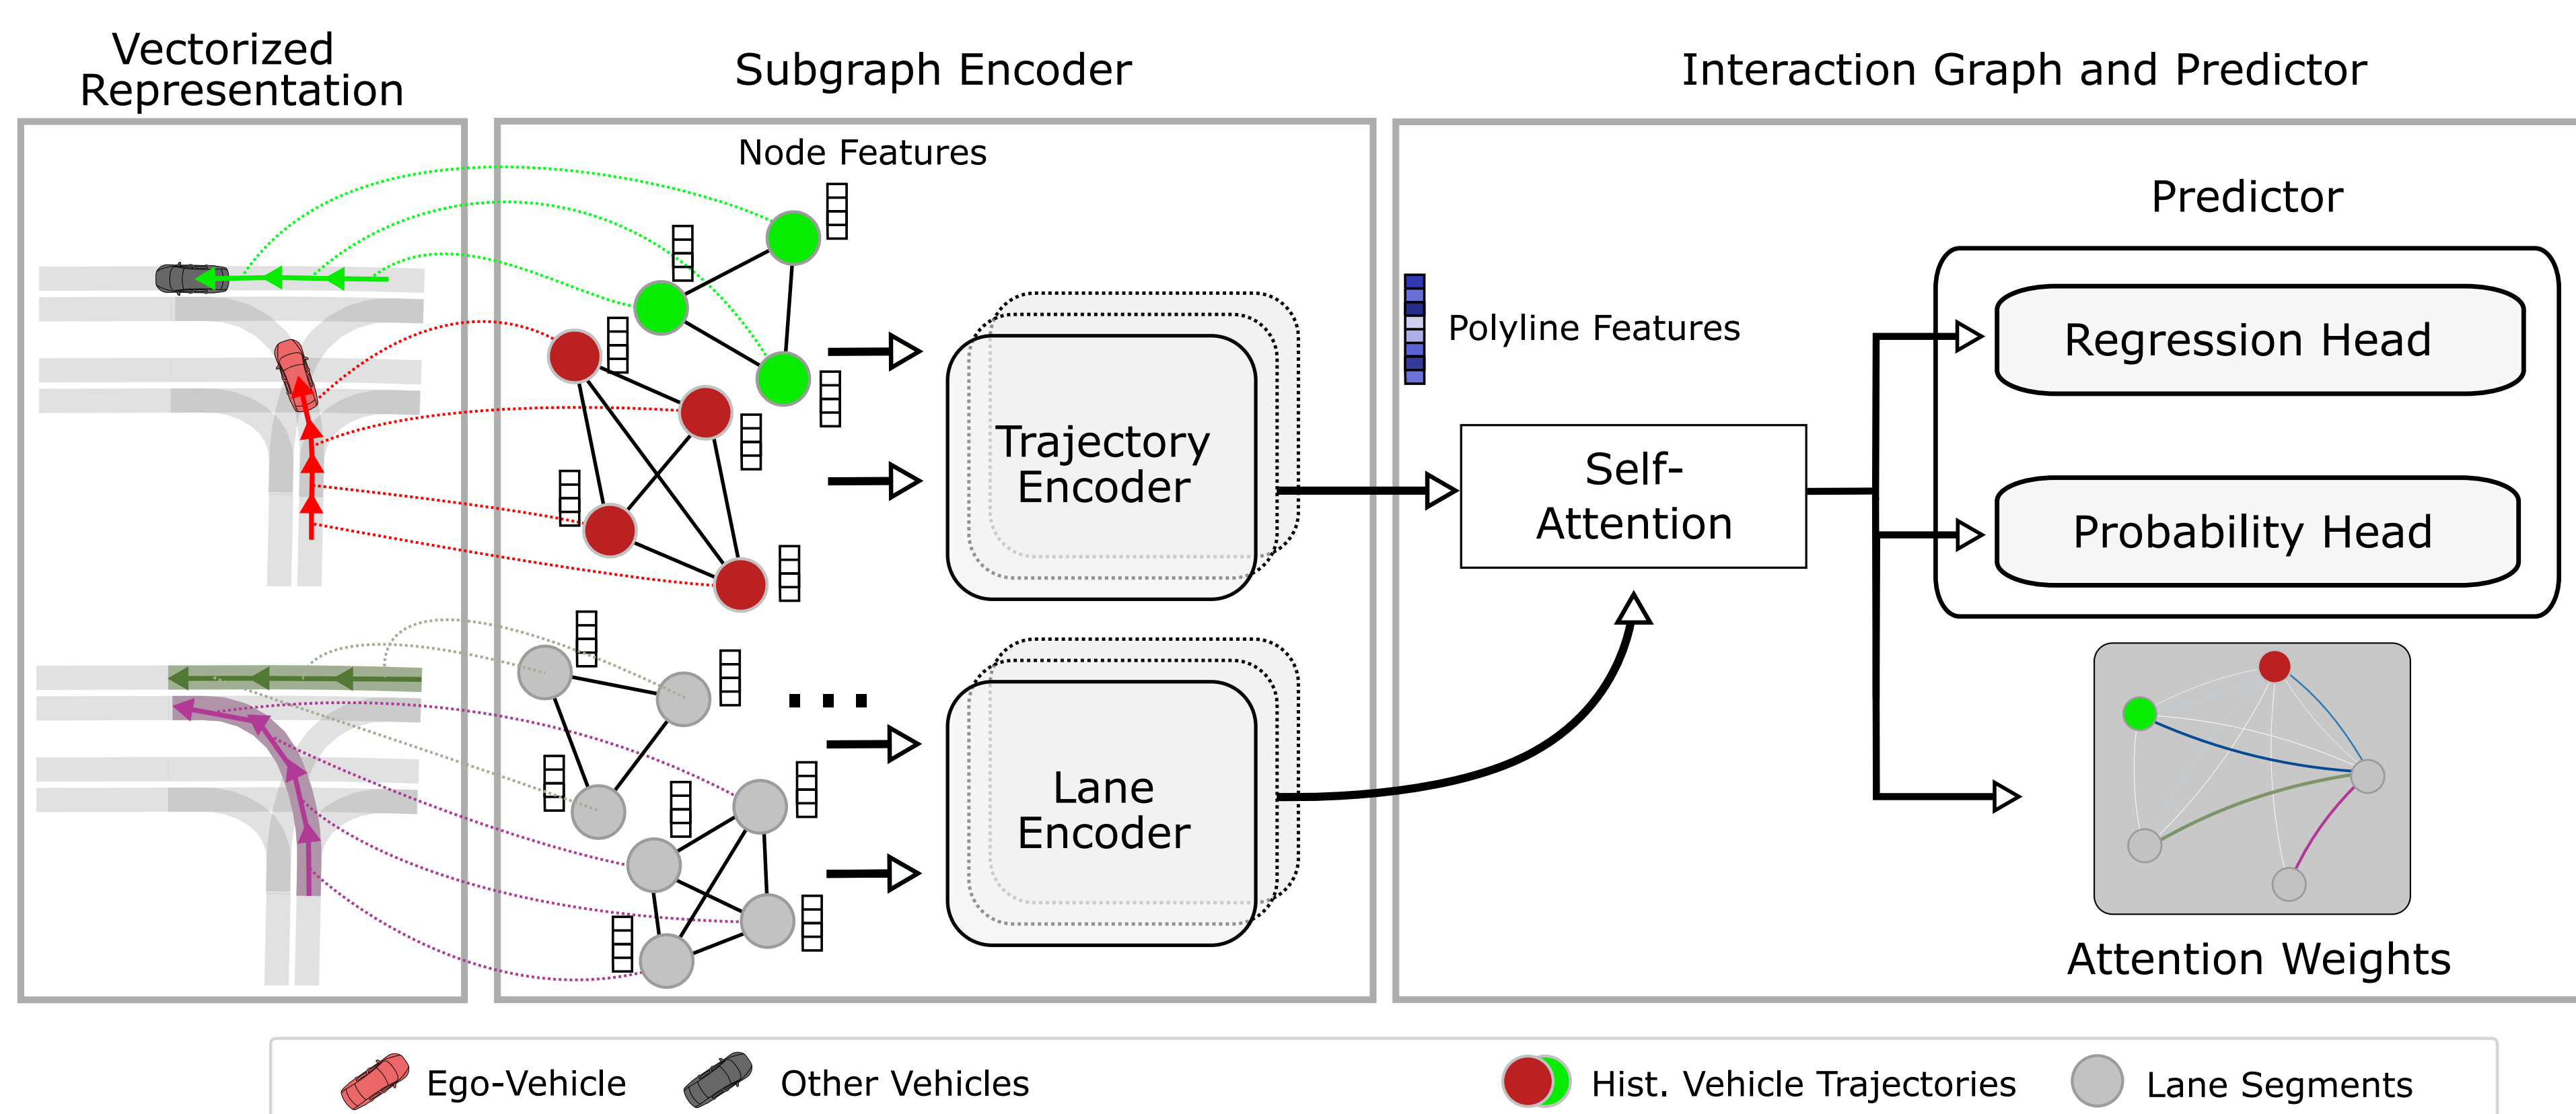 Vectorized
Representation
Subgraph Encoder
Interaction Graph and Predictor
Node Features
Trajectory
Encoder
Lane
Encoder
Polyline Features
Self-
Attention
Predictor
Regression Head
Probability Head
Attention Weights
Ego-Vehicle
Other Vehicles
Hist. Vehicle Trajectories
Lane Segments